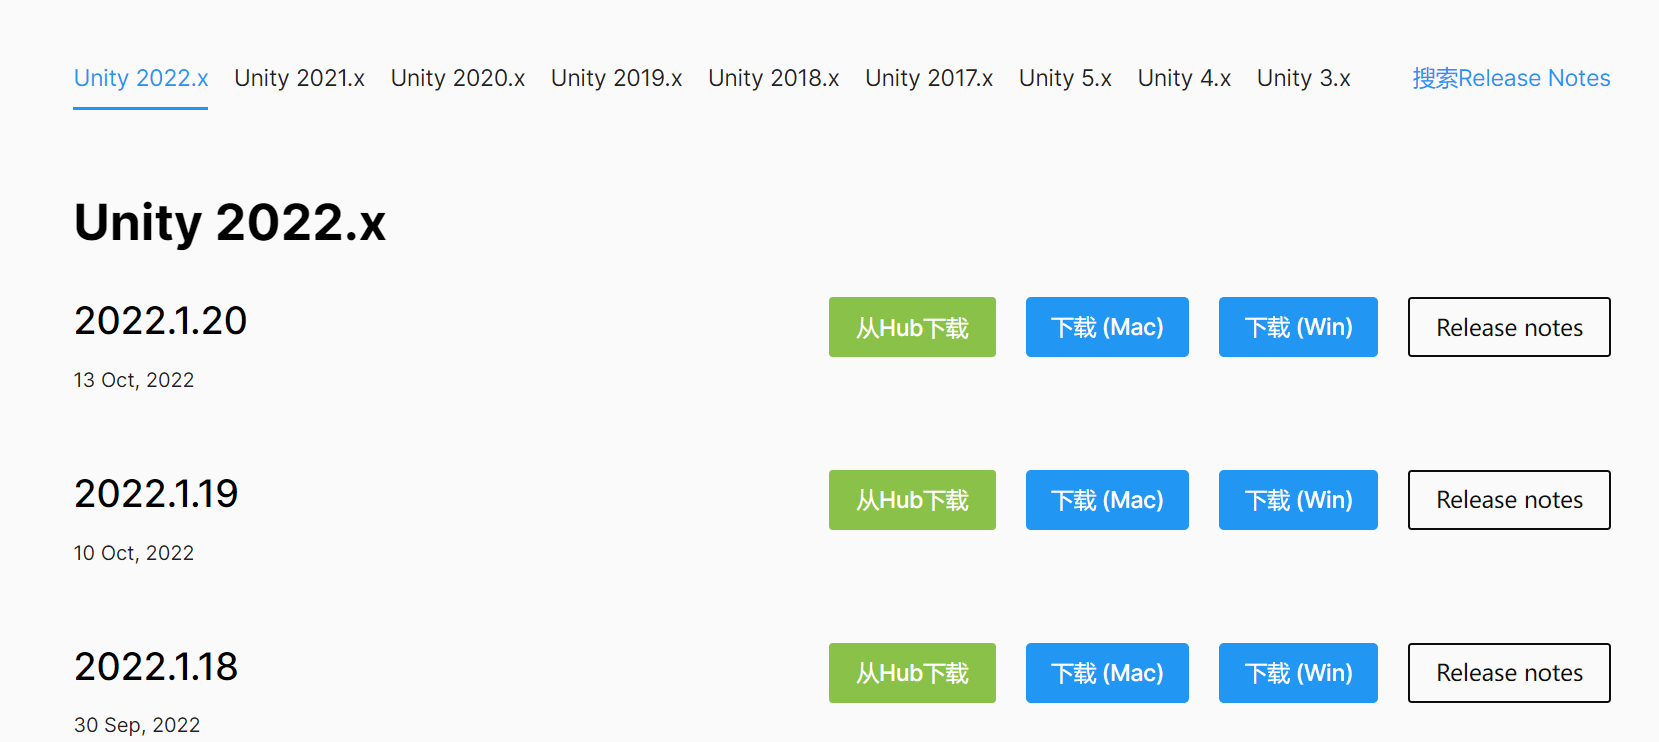 Unity 2022.x Unity 2021.x Unity 2020.x Unity 2019.x Unity 2018.x Unity 2017.x Unity 5.x Unity 4.x Unity 3.x 搜索Release Notes
Unity 2022.x
2022.1.20 从Hub下载 下载 (Mac) 下载 (Win) Release notes
13 Oct, 2022
2022.1.19 从Hub下载 下载 (Mac) 下载 (Win) Release notes
10 Oct, 2022
2022.1.18 从Hub下载 下载 (Mac) 下载 (Win) Release notes
30 Sep, 2022